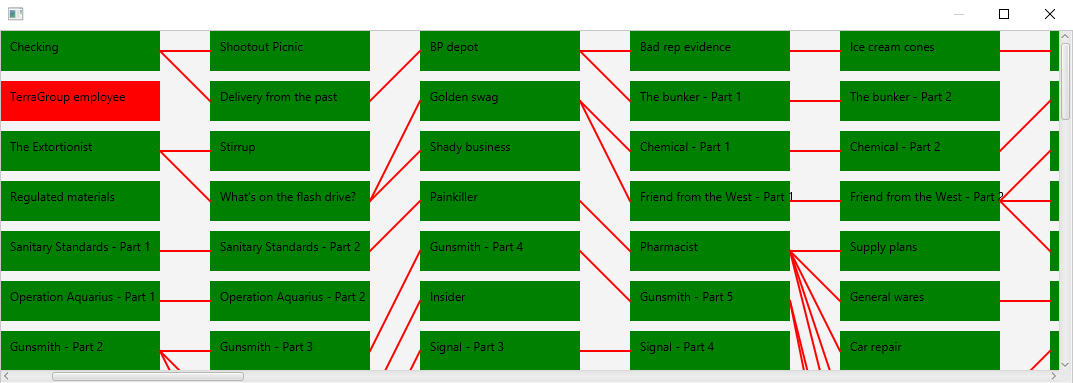 Checking
Shootout Picnic
BP depot
Bad rep evidence
Ice cream cones
TerraGroup employee
Delivery from the past
Golden swag
The bunker - Part 1
The bunker - Part 2
The Extortionist
Stirrup
Shady business
Chemical - Part 1
Chemical - Part 2
Regulated materials
What's on the flash drive?
Painkiller
Friend from the West - Part 1
Friend from the West - Part 2
Sanitary Standards - Part 1
Sanitary Standards - Part 2
Gunsmith - Part 4
Pharmacist
Supply plans
Operation Aquarius - Part 1
Operation Aquarius - Part 2
Insider
Gunsmith - Part 5
General wares
Gunsmith - Part 2
Gunsmith - Part 3
Signal - Part 3
Signal - Part 4
Car repair